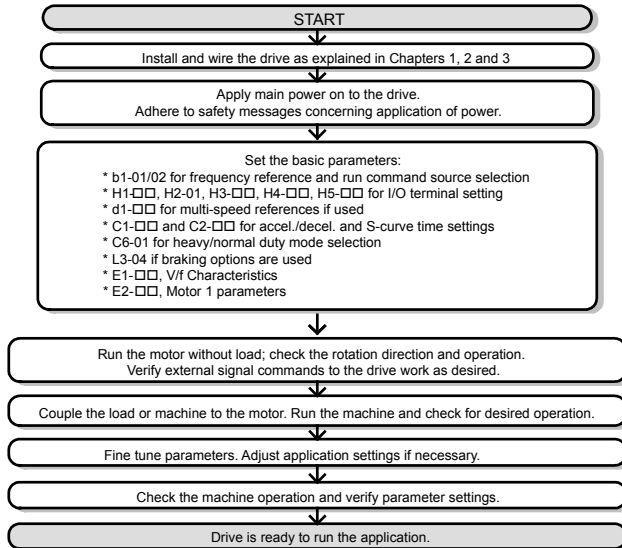 START
Install and wire the drive as explained in Chapters 1, 2 and 3
Apply main power on to the drive.
Adhere to safety messages concerning application of power.
Set the basic parameters:
* b1-01/02 for frequency reference and run command source selection
* H1-□□, H2-01, H3-□□, H4-□□, H5-□□ for I/O terminal setting
* d1-□□ for multi-speed references if used
* C1-□□ and C2-□□ for accel./decel. and S-curve time settings
* C6-01 for heavy/normal duty mode selection
* L3-04 if braking options are used
* E1-□□, V/f Characteristics
* E2-□□, Motor 1 parameters
Run the motor without load; check the rotation direction and operation.
Verify external signal commands to the drive work as desired.
Couple the load or machine to the motor. Run the machine and check for desired operation.
Fine tune parameters. Adjust application settings if necessary.
Check the machine operation and verify parameter settings.
Drive is ready to run the application.